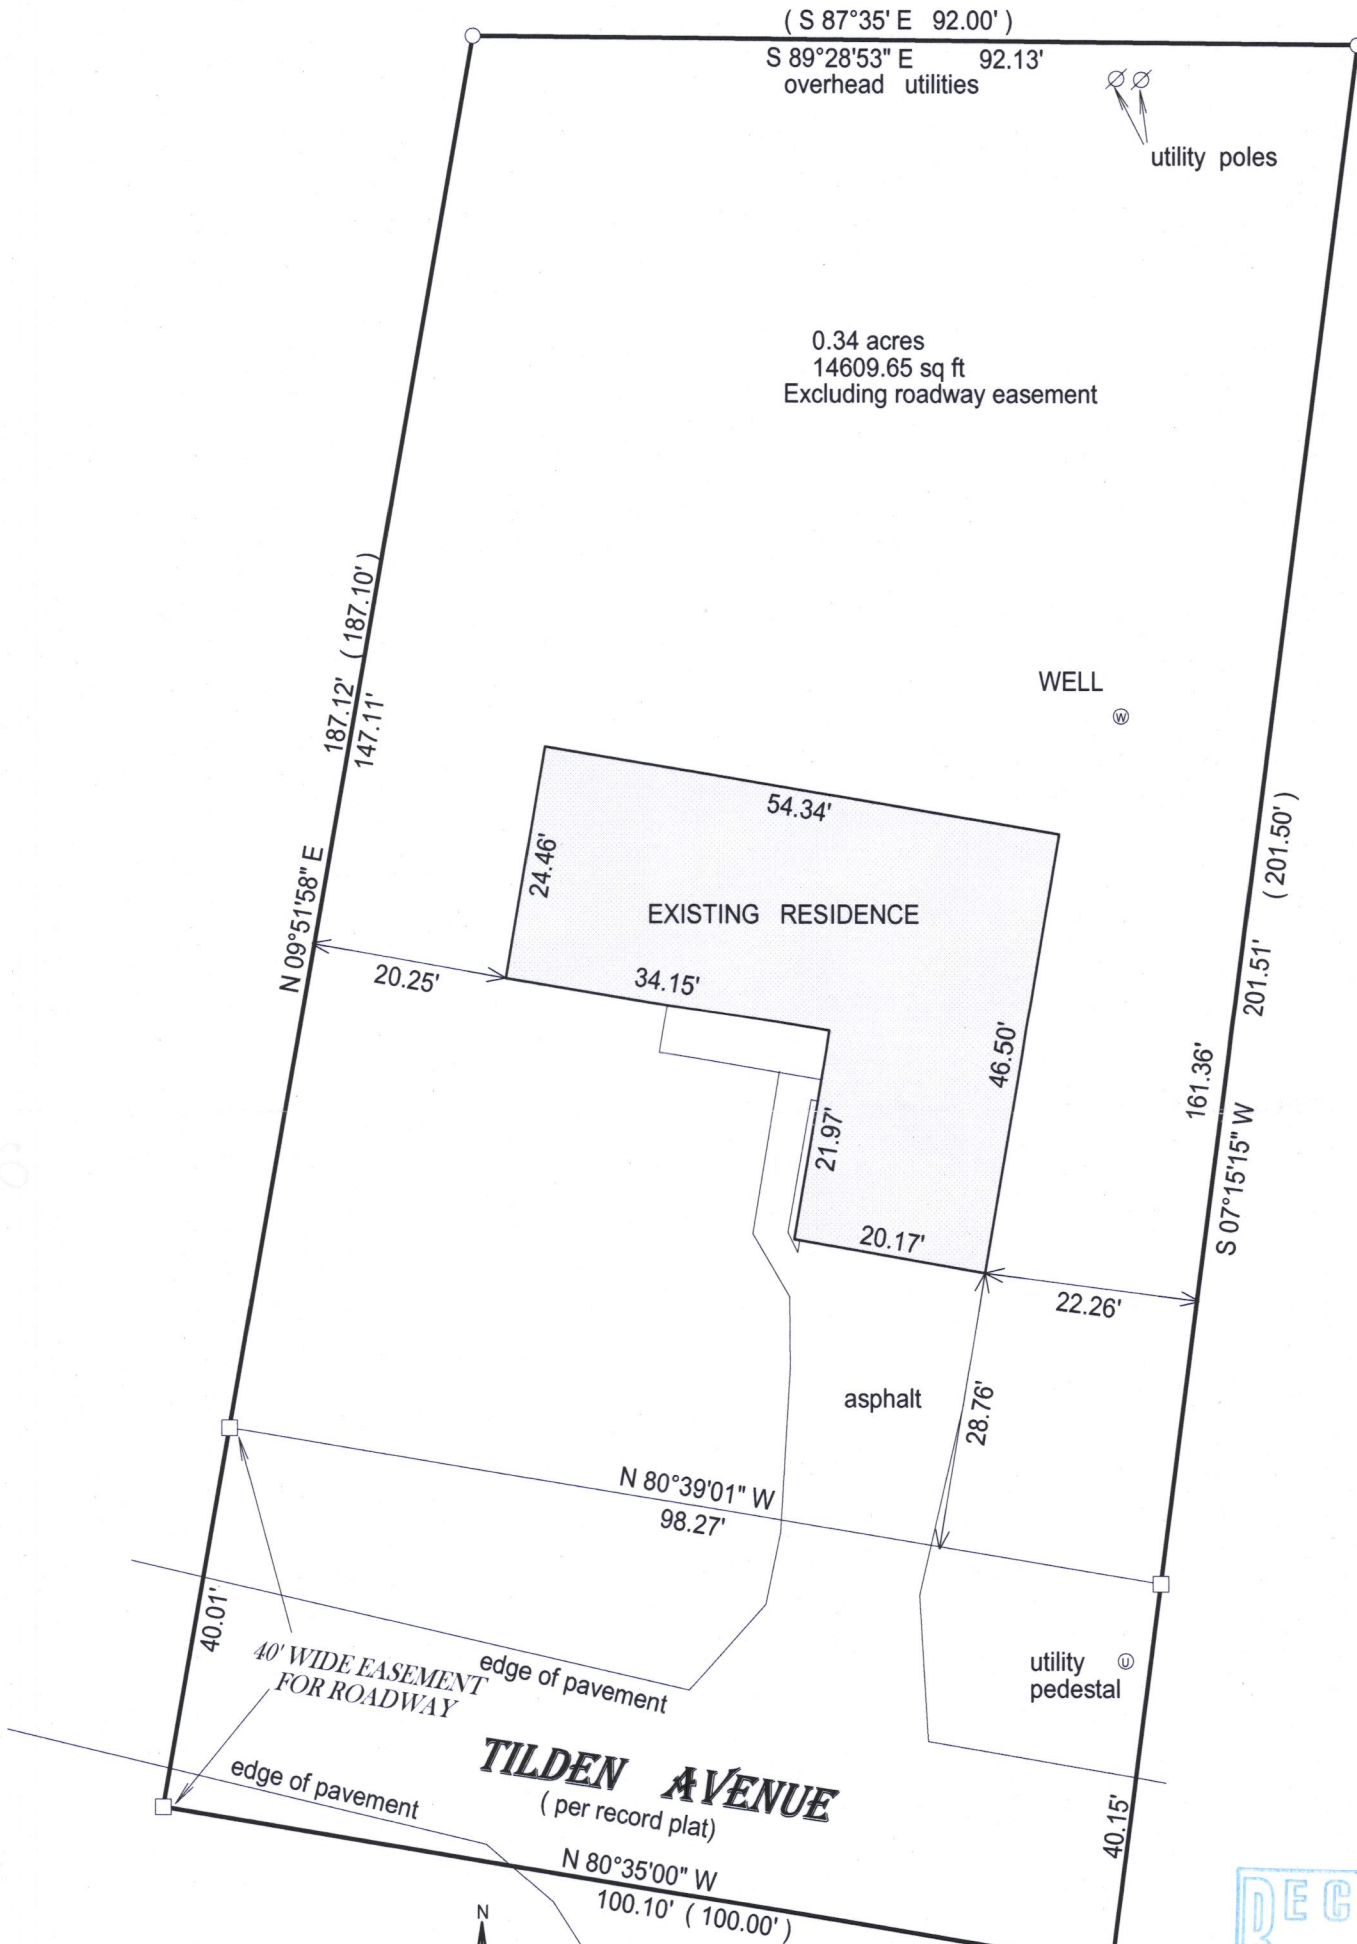 ( S 87°35' E 92.00' )
S 89°28'53" E 92.13'
overhead utilities
utility poles
0.34 acres
14609.65 sq ft
Excluding roadway easement
187.12' ( 187.10' )
147.11'
N 09°51'58" E
WELL
W
54.34'
24.46'
EXISTING RESIDENCE
20.25'
34.15'
46.50'
21.97'
20.17'
( 201.50' )
201.51'
161.36'
S 07°15'15" W
22.26'
asphalt
28.76'
N 80°39'01" W
98.27'
40.01'
40' WIDE EASEMENT
FOR ROADWAY
edge of pavement
utility
pedestal
U
edge of pavement
TILDEN AVENUE
( per record plat)
40.15'
N 80°35'00" W
100.10' ( 100.00' )
N